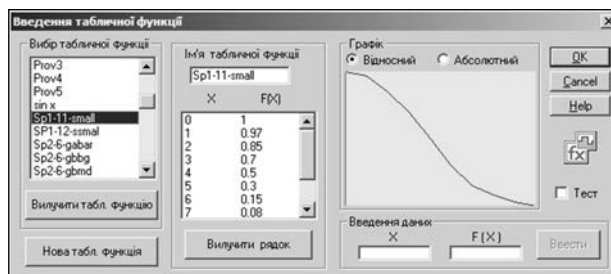 Введення табличної функції
Вибір табличної функції
Prov3
Prov4
Prov5
sin x
Sp1-11-small
SP1-12-ssmal
Sp2-6-gabar
Sp2-6-gbbg
Sp2-6-gbmd
Вилучити табл. функцію
Нова табл. функція
Ім'я табличної функції
Sp1-11-small
X F(X)
0 1
1 0.97
2 0.85
3 0.7
4 0.5
5 0.3
6 0.15
7 0.08
Вилучити рядок
Графік
Відносний Абсолютний
Введення даних
X F(X)
Ввести
OK
Cancel
Help
fx
Тест